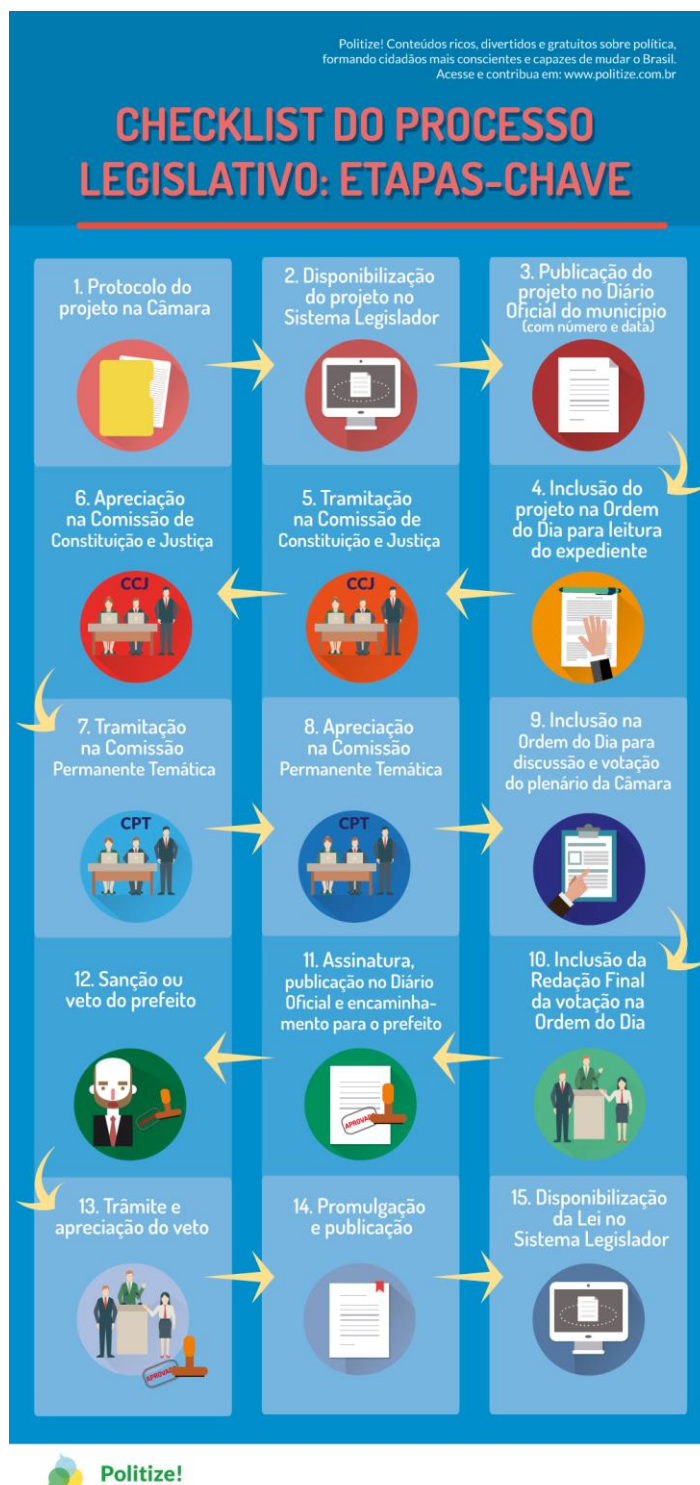 Politize! Conteúdos ricos, divertidos e gratuitos sobre política,
formando cidadãos mais conscientes e capazes de mudar o Brasil.
Acesse e contribua em: www.politize.com.br
CHECKLIST DO PROCESSO
LEGISLATIVO: ETAPAS-CHAVE
1. Protocolo do
projeto na Câmara
2. Disponibilização
do projeto no
Sistema Legislador
3. Publicação do
projeto no Diário
Oficial do município
(com número e data)
4. Inclusão do
projeto na Ordem
do Dia para leitura
do expediente
5. Tramitação
na Comissão de
Constituição e Justiça
CCJ
6. Apreciação
na Comissão de
Constituição e Justiça
CCJ
7. Tramitação
na Comissão
Permanente Temática
CPT
8. Apreciação
na Comissão
Permanente Temática
CPT
9. Inclusão na
Ordem do Dia para
discussão e votação
do plenário da Câmara
10. Inclusão da
Redação Final
da votação na
Ordem do Dia
11. Assinatura,
publicação no Diário
Oficial e encaminha-
mento para o prefeito
APROVADO
12. Sanção ou
veto do prefeito
13. Trâmite e
apreciação do veto
APROVADO
14. Promulgação
e publicação
15. Disponibilização
da Lei no
Sistema Legislador
Politize!